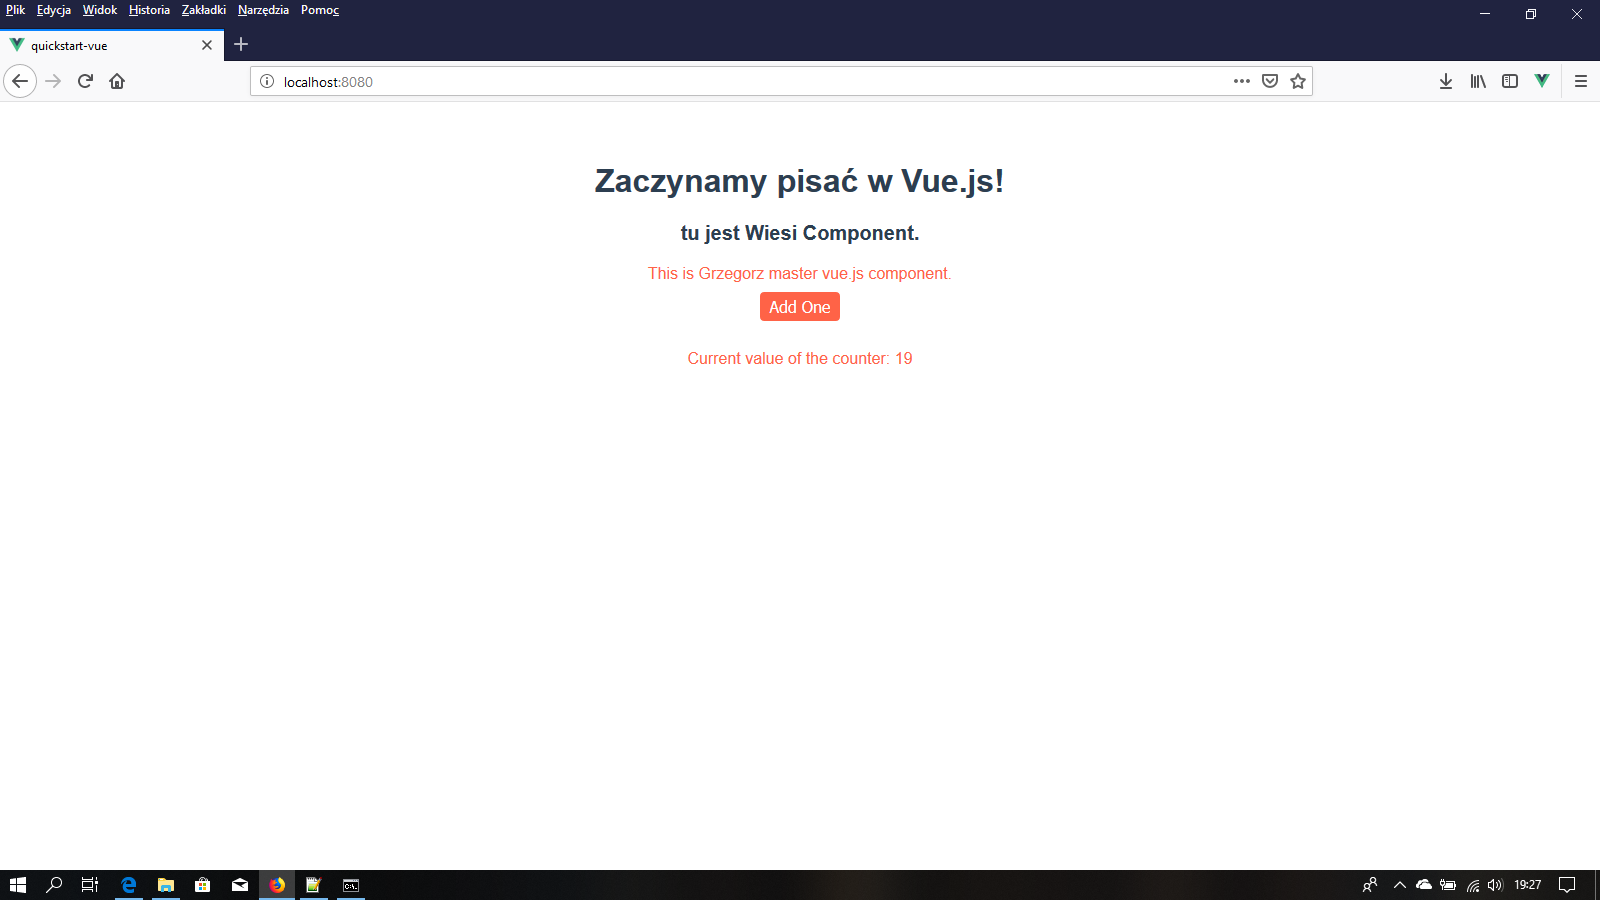 Plik Edycja Widok Historia Zakładki Narzędzia Pomoc
quickstart-vue
localhost:8080
Zaczynamy pisać w Vue.js!
tu jest Wiesi Component.
This is Grzegorz master vue.js component.
Add One
Current value of the counter: 19
19:27